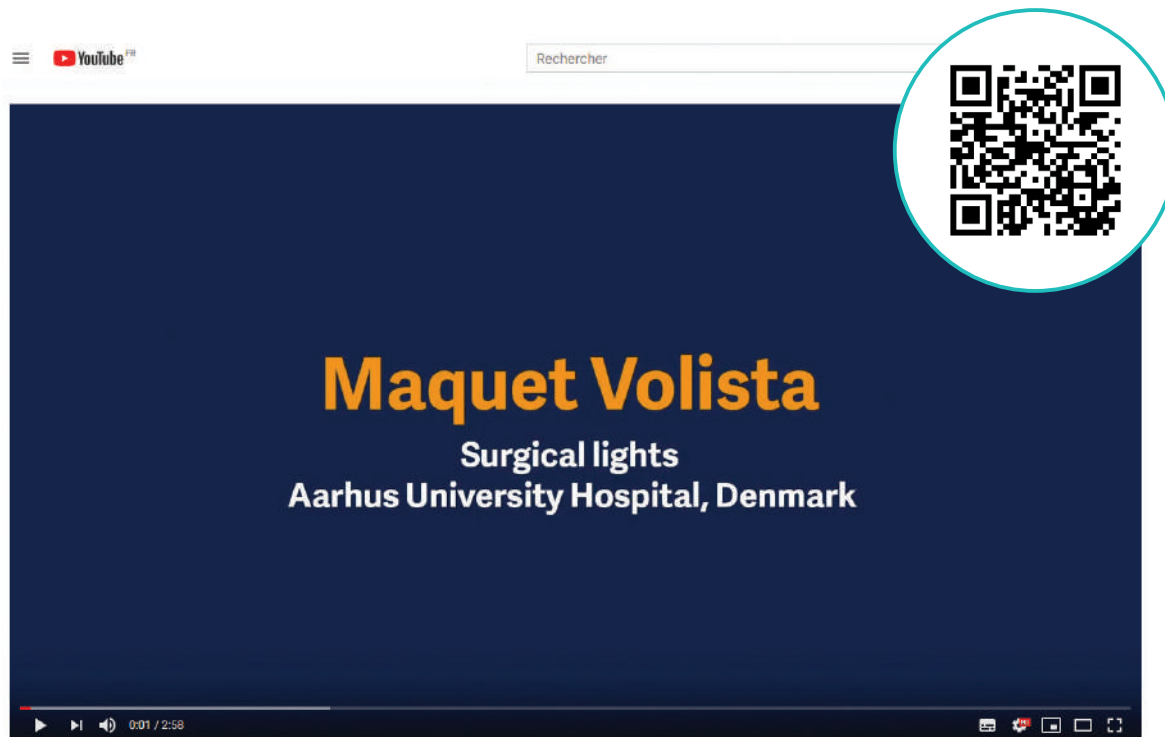 YouTube FR
Rechercher
Maquet Volista
Surgical lights
Aarhus University Hospital, Denmark
0:01 / 2:58